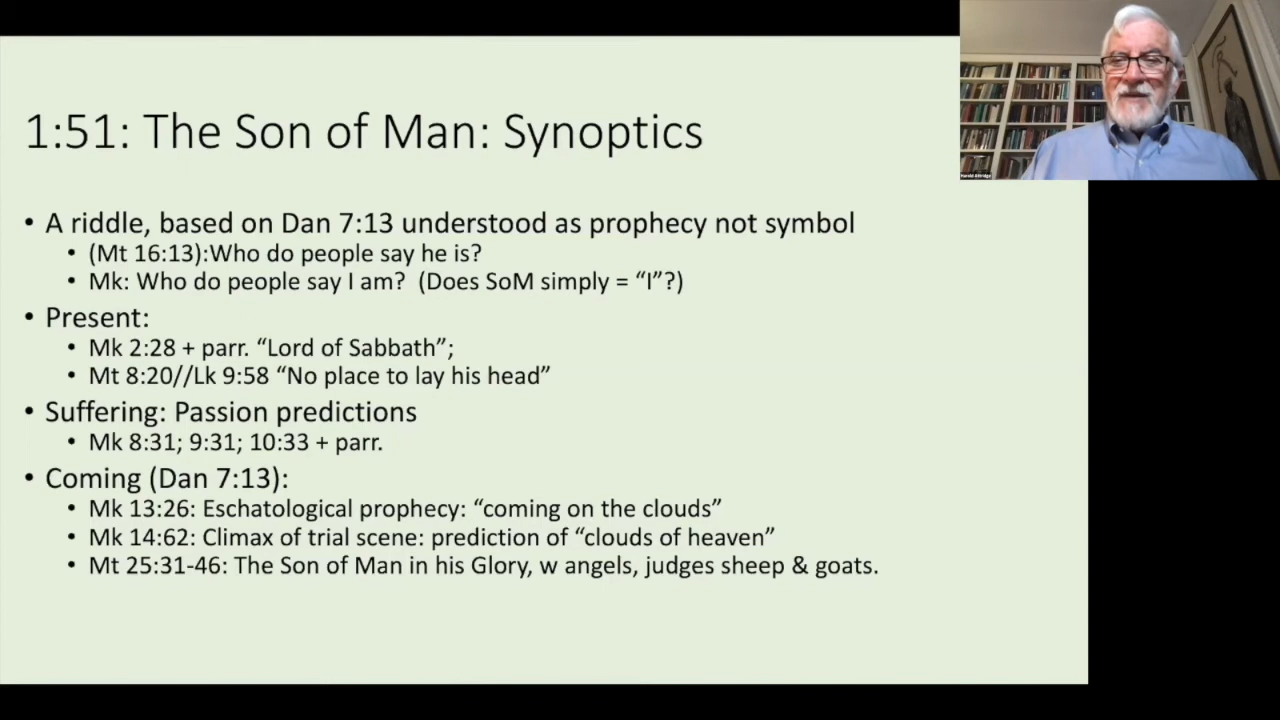 1:51: The Son of Man: Synoptics
• A riddle, based on Dan 7:13 understood as prophecy not symbol
• (Mt 16:13):Who do people say he is?
• Mk: Who do people say I am?  (Does SoM simply = “I”?)
• Present:
• Mk 2:28 + parr. “Lord of Sabbath”;
• Mt 8:20//Lk 9:58 “No place to lay his head”
• Suffering: Passion predictions
• Mk 8:31; 9:31; 10:33 + parr.
• Coming (Dan 7:13):
• Mk 13:26: Eschatological prophecy: “coming on the clouds”
• Mk 14:62: Climax of trial scene: prediction of “clouds of heaven”
• Mt 25:31-46: The Son of Man in his Glory, w angels, judges sheep & goats.
Harold Attridge